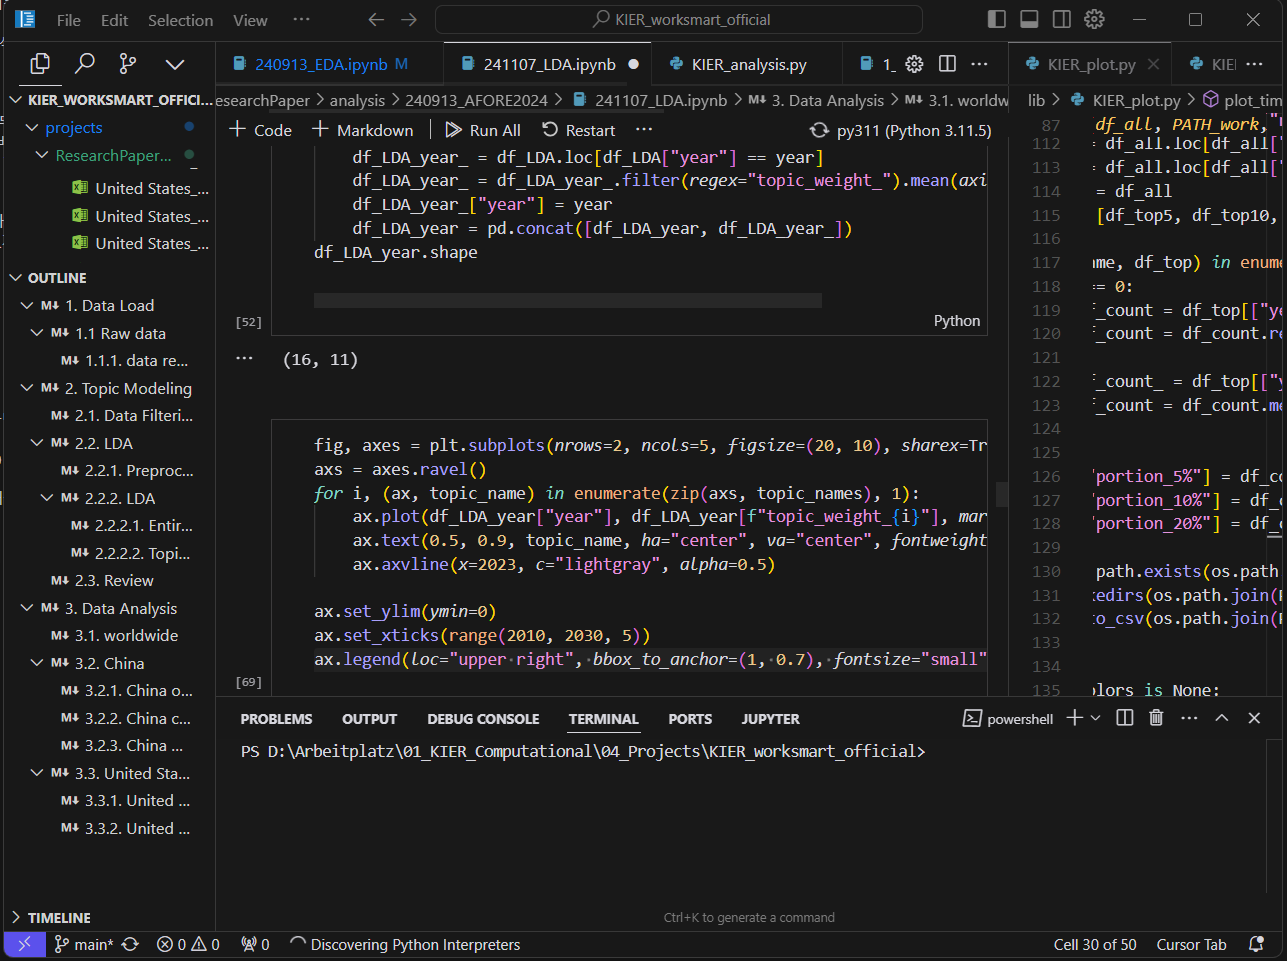 File Edit Selection View ··· KIER_worksmart_official
240913_EDA.ipynb M 241107_LDA.ipynb KIER_analysis.py 1_ KIER_plot.py KIE
KIER_WORKSMART_OFFICI...
projects
ResearchPaper...
United States_...
United States_...
United States_...
OUTLINE
1. Data Load
1.1 Raw data
1.1.1. data re...
2. Topic Modeling
2.1. Data Filteri...
2.2. LDA
2.2.1. Preproc...
2.2.2. LDA
2.2.2.1. Entir...
2.2.2.2. Topi...
2.3. Review
3. Data Analysis
3.1. worldwide
3.2. China
3.2.1. China o...
3.2.2. China c...
3.2.3. China ...
3.3. United Sta...
3.3.1. United ...
3.3.2. United ...
TIMELINE
esearchPaper > analysis > 240913_AFORE2024 > 241107_LDA.ipynb > M↓ 3. Data Analysis > M↓ 3.1. worldw
+ Code + Markdown Run All Restart ··· py311 (Python 3.11.5)
df_LDA_year_ = df_LDA.loc[df_LDA["year"] == year]
df_LDA_year_ = df_LDA_year_.filter(regex="topic_weight_").mean(axi
df_LDA_year_["year"] = year
df_LDA_year = pd.concat([df_LDA_year, df_LDA_year_])
df_LDA_year.shape
[52]
Python
··· (16, 11)
fig, axes = plt.subplots(nrows=2, ncols=5, figsize=(20, 10), sharex=Tr
axs = axes.ravel()
for i, (ax, topic_name) in enumerate(zip(axs, topic_names), 1):
ax.plot(df_LDA_year["year"], df_LDA_year[f"topic_weight_{i}"], mar
ax.text(0.5, 0.9, topic_name, ha="center", va="center", fontweight
ax.axvline(x=2023, c="lightgray", alpha=0.5)
ax.set_ylim(ymin=0)
ax.set_xticks(range(2010, 2030, 5))
ax.legend(loc="upper right", bbox_to_anchor=(1, 0.7), fontsize="small"
[69]
lib > KIER_plot.py > plot_tim
87 df_all, PATH_work,"
112 = df_all.loc[df_all["
113 = df_all.loc[df_all["
114 = df_all
115 [df_top5, df_top10,
116
117 ame, df_top) in enume
118 == 0:
119 f_count = df_top[["ye
120 f_count = df_count.re
121
122 f_count_ = df_top[["y
123 f_count = df_count.me
124
125
126 "portion_5%"] = df_co
127 "portion_10%"] = df_c
128 "portion_20%"] = df_c
129
130 path.exists(os.path
131 kedirs(os.path.join(
132 to_csv(os.path.join(
133
134
135 olors is None:
PROBLEMS OUTPUT DEBUG CONSOLE TERMINAL PORTS JUPYTER powershell
PS D:\Arbeitplatz\01_KIER_Computational\04_Projects\KIER_worksmart_official>
Ctrl+K to generate a command
main* 0 0 0 Discovering Python Interpreters Cell 30 of 50 Cursor Tab